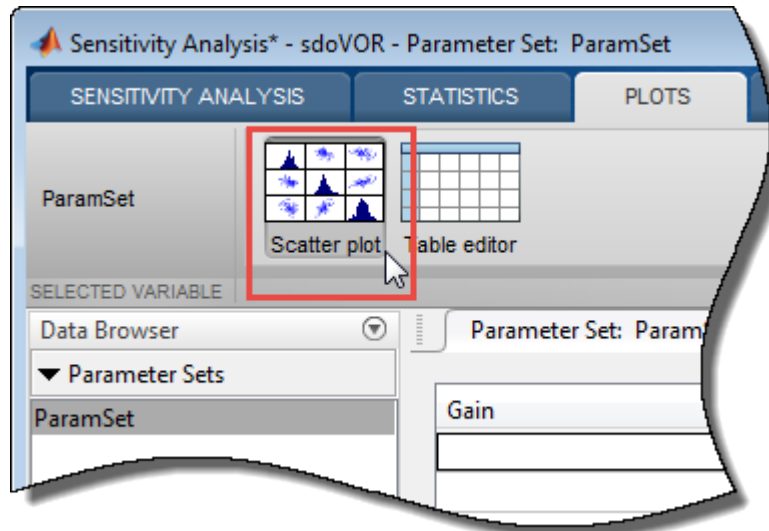 Sensitivity Analysis* - sdoVOR - Parameter Set: ParamSet
SENSITIVITY ANALYSIS STATISTICS PLOTS
ParamSet
Scatter plot Table editor
SELECTED VARIABLE
Data Browser
Parameter Set:
Parameter Sets
ParamSet
Gain